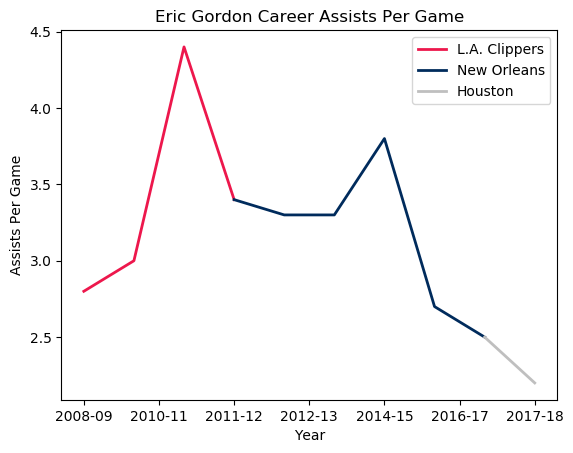 Eric Gordon Career Assists Per Game
4.5
4.0
3.5
3.0
2.5
Assists Per Game
L.A. Clippers
New Orleans
Houston
2008-09 2010-11 2011-12 2012-13 2014-15 2016-17 2017-18
Year